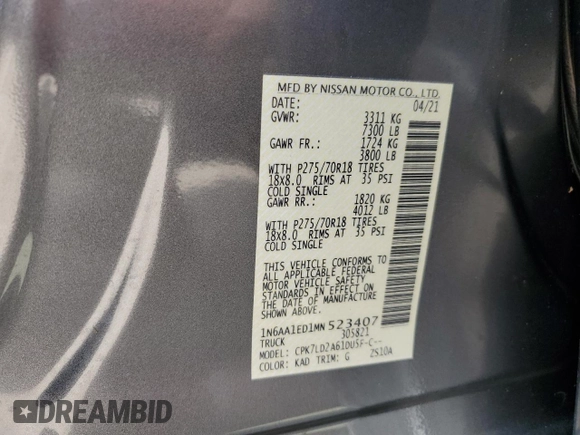 MFD BY NISSAN MOTOR CO., LTD.
DATE: 04/21
GVWR: 3311 KG
7300 LB
GAWR FR.: 1724 KG
3800 LB
WITH P275/70R18 TIRES
18X8.0 RIMS AT 35 PSI
COLD SINGLE
GAWR RR.: 1820 KG
4012 LB
WITH P275/70R18 TIRES
18X8.0 RIMS AT 35 PSI
COLD SINGLE
THIS VEHICLE CONFORMS TO
ALL APPLICABLE FEDERAL
MOTOR VEHICLE SAFETY
STANDARDS IN EFFECT ON
THE DATE OF MANUFACTURE
SHOWN ABOVE.
1N6AA1ED1MN523407
TRUCK 305821
MODEL: CPK7LD2A61DU5F-C--
COLOR: KAD TRIM: G 2S10A
DREAMBID